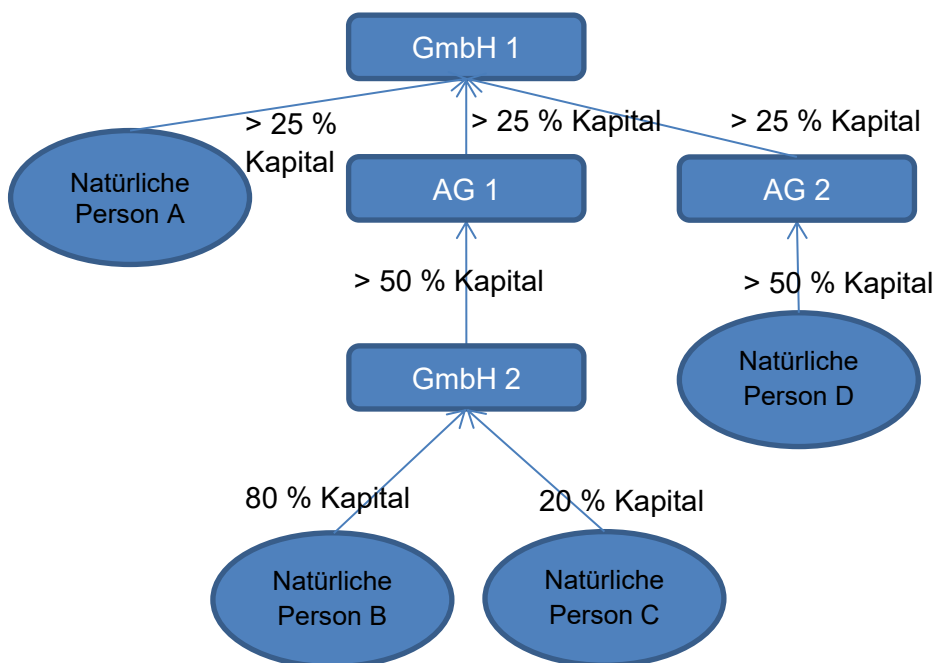 GmbH 1
> 25 %
Kapital
> 25 % Kapital
> 25 % Kapital
Natürliche
Person A
AG 1
AG 2
> 50 % Kapital
> 50 % Kapital
GmbH 2
Natürliche
Person D
80 % Kapital
20 % Kapital
Natürliche
Person B
Natürliche
Person C